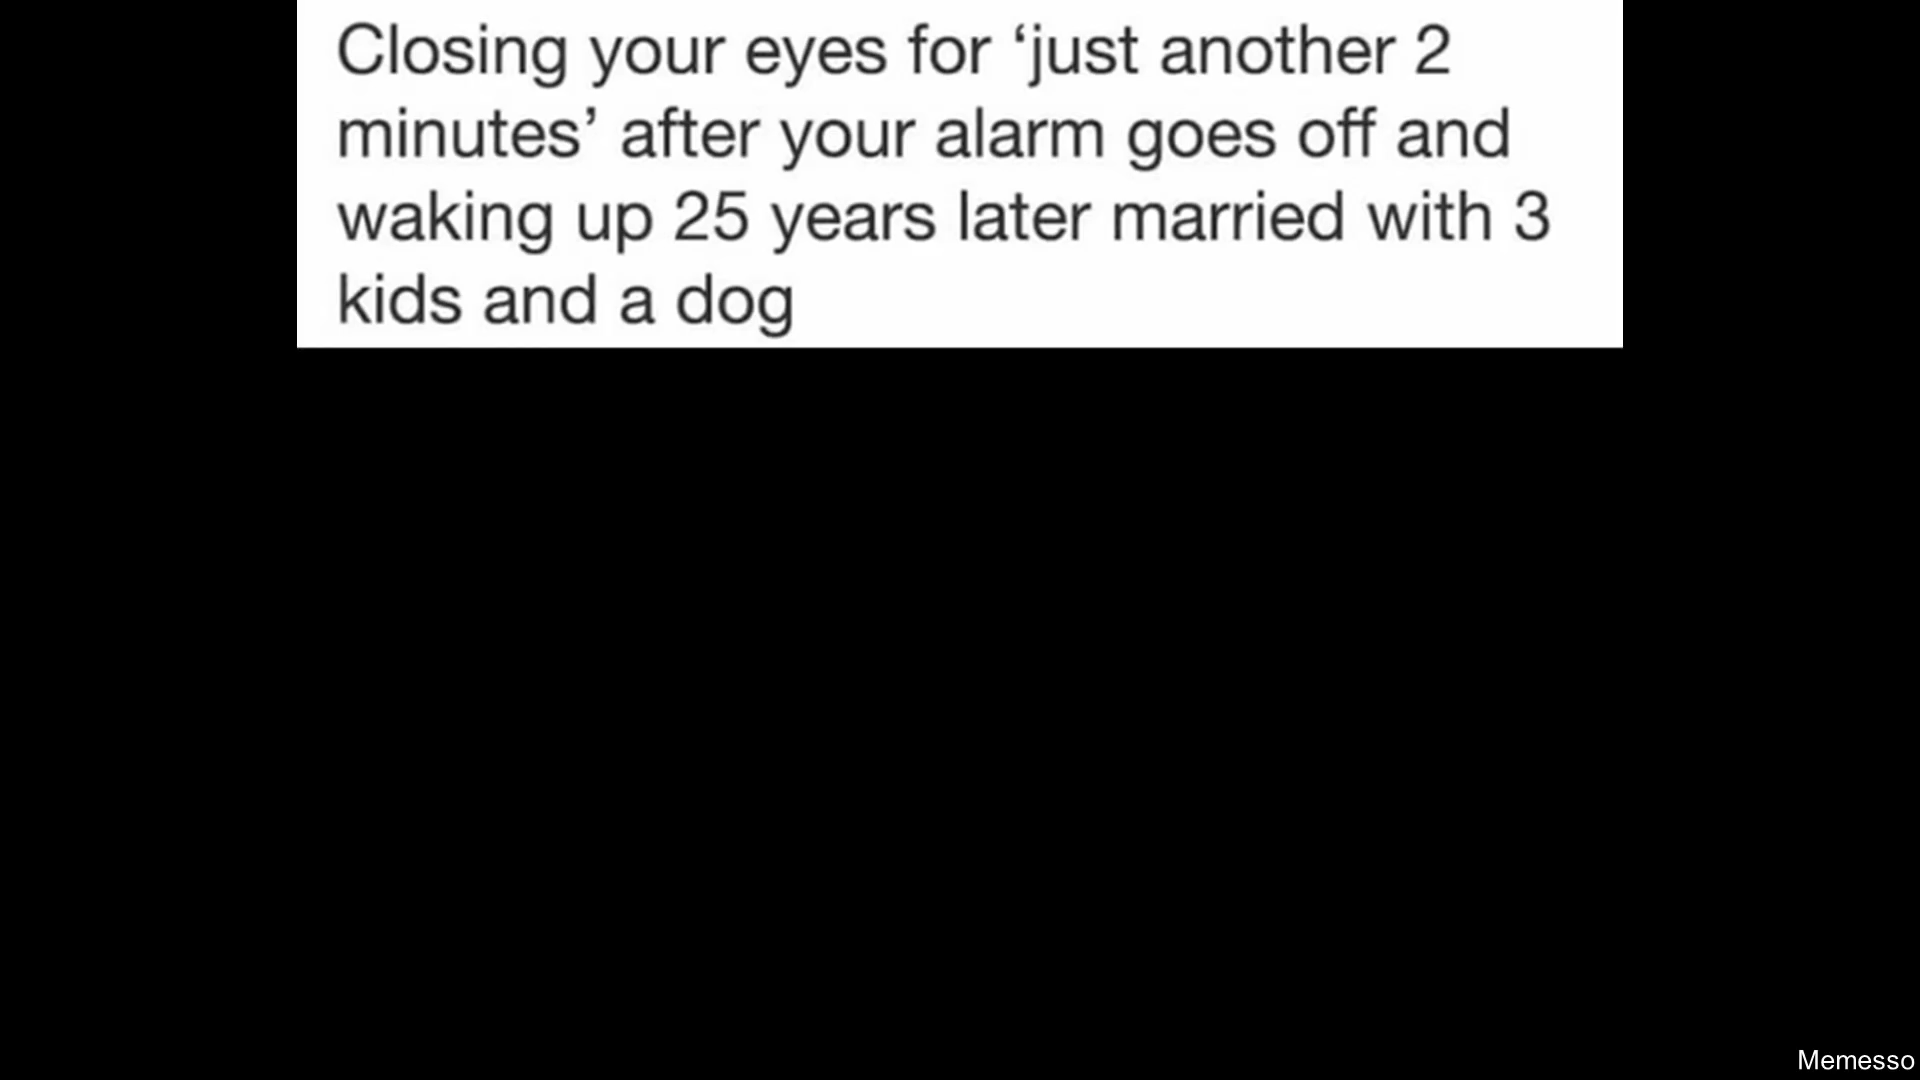 Closing your eyes for ‘just another 2
minutes’ after your alarm goes off and
waking up 25 years later married with 3
kids and a dog
Memesso